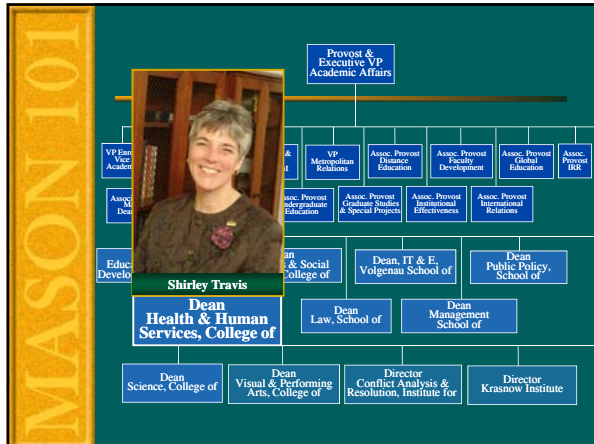 MASON 101
Provost &
Executive VP
Academic Affairs
VP
Metropolitan
Relations
Assoc. Provost
Distance
Education
Assoc. Provost
Faculty
Development
Assoc. Provost
Global
Education
Assoc.
Provost
IRR
Assoc. Provost
Graduate Studies
& Special Projects
Assoc. Provost
Institutional
Effectiveness
Assoc. Provost
International
Relations
& Social
College of
Dean, IT & E,
Volgenau School of
Dean
Public Policy,
School of
Shirley Travis
Dean
Health & Human
Services, College of
Dean
Law, School of
Dean
Management
School of
Dean
Science, College of
Dean
Visual & Performing
Arts, College of
Director
Conflict Analysis &
Resolution, Institute for
Director
Krasnow Institute